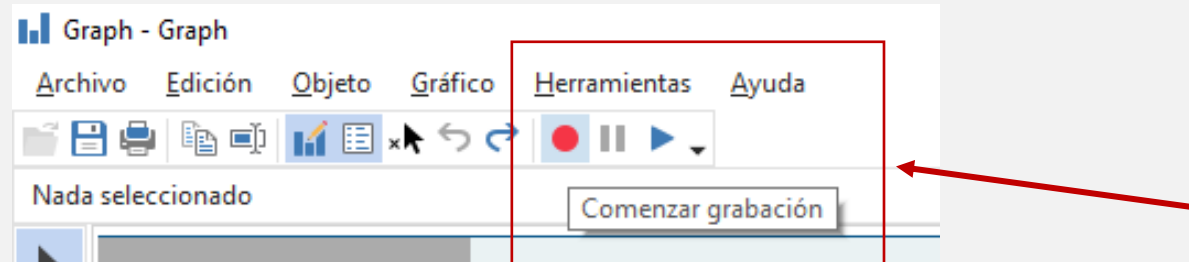 Graph - Graph
Archivo Edición Objeto Gráfico Herramientas Ayuda
Nada seleccionado
Comenzar grabación